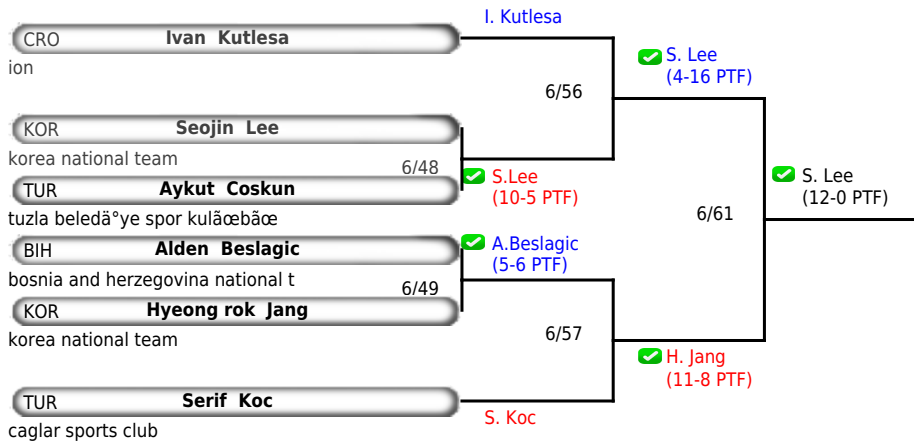 I. Kutlesa
CRO Ivan Kutlesa
ion
S. Lee
(4-16 PTF)
6/56
KOR Seojin Lee
korea national team
6/48
S.Lee
(10-5 PTF)
TUR Aykut Coskun
tuzla beledä°ye spor kulãœbãœ
S. Lee
(12-0 PTF)
6/61
BIH Alden Beslagic
bosnia and herzegovina national t
A.Beslagic
(5-6 PTF)
6/49
KOR Hyeong rok Jang
korea national team
6/57
H. Jang
(11-8 PTF)
TUR Serif Koc
caglar sports club
S. Koc